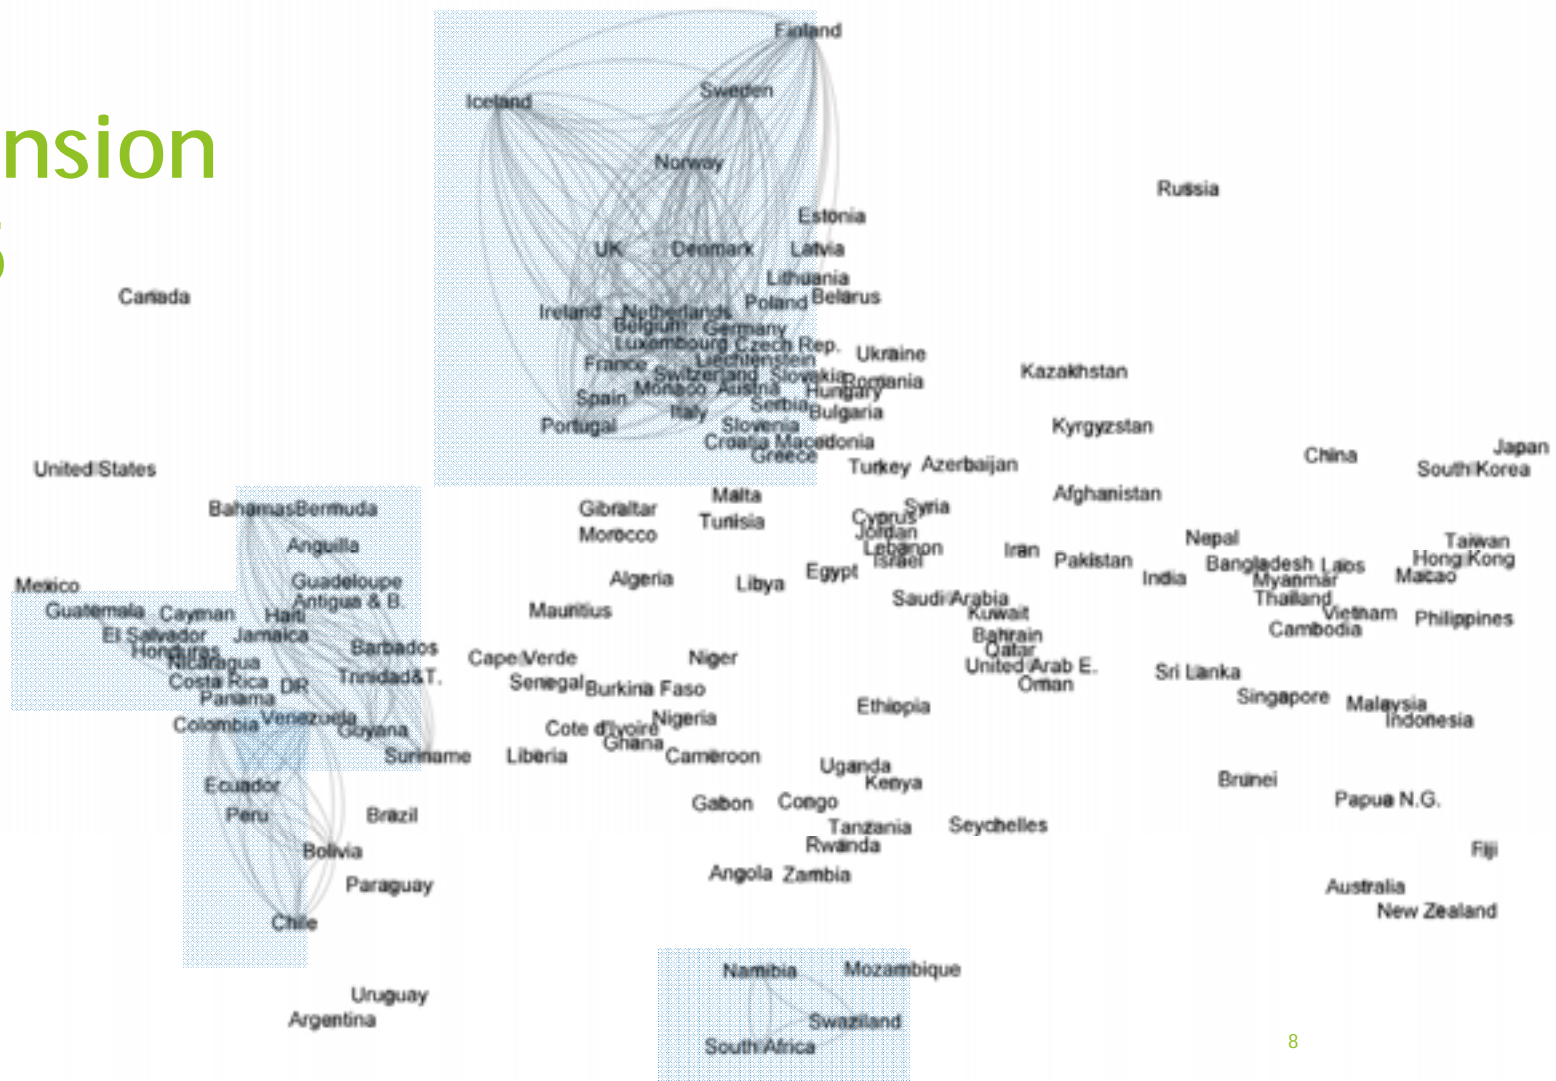 nsion
Finland
Iceland
Sweden
Norway
Russia
Estonia
UK
Denmark
Latvia
Lithuania
Canada
Poland
Belarus
Ireland
Netherlands
Belgium
Germany
Luxembourg
Czech Rep.
Ukraine
France
Liechtenstein
Kazakhstan
Switzerland
Slovakia
Romania
Monaco
Austria
Hungary
Spain
Serbia
Italy
Bulgaria
Portugal
Slovenia
Kyrgyzstan
Croatia
Macedonia
Greece
China
Japan
United States
Turkey
Azerbaijan
South Korea
Malta
Afghanistan
Bahamas
Bermuda
Gibraltar
Tunisia
Syria
Cyprus
Morocco
Jordan
Nepal
Taiwan
Anguilla
Lebanon
Iran
Israel
Pakistan
Bangladesh
Laos
Hong Kong
Mexico
Guadeloupe
Algeria
Libya
Egypt
India
Myanmar
Macao
Antigua & B.
Saudi Arabia
Thailand
Guatemala
Cayman
Haiti
Mauritius
Kuwait
Vietnam
Philippines
El Salvador
Jamaica
Bahrain
Cambodia
Honduras
Barbados
Qatar
Nicaragua
Cape Verde
Niger
United Arab E.
Sri Lanka
Costa Rica
DR
Trinidad&T.
Senegal
Burkina Faso
Oman
Panama
Singapore
Malaysia
Colombia
Venezuela
Guyana
Ethiopia
Indonesia
Cote d'Ivoire
Nigeria
Ghana
Suriname
Liberia
Cameroon
Uganda
Kenya
Brunei
Ecuador
Peru
Brazil
Gabon
Congo
Papua N.G.
Tanzania
Seychelles
Bolivia
Rwanda
Fiji
Paraguay
Angola
Zambia
Australia
Chile
New Zealand
Namibia
Mozambique
Uruguay
Argentina
Swaziland
South Africa
8